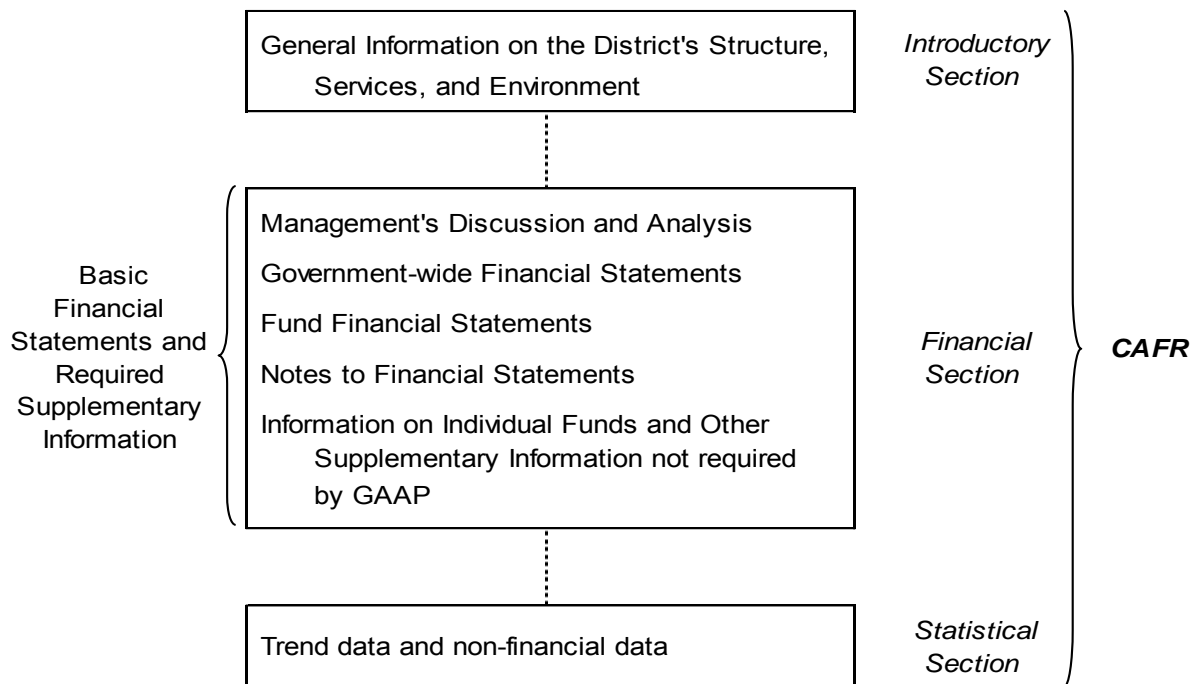 General Information on the District's Structure,
Services, and Environment
Introductory
Section
Basic
Financial
Statements and
Required
Supplementary
Information
Management's Discussion and Analysis
Government-wide Financial Statements
Fund Financial Statements
Notes to Financial Statements
Information on Individual Funds and Other
Supplementary Information not required
by GAAP
Financial
Section
CAFR
Trend data and non-financial data
Statistical
Section